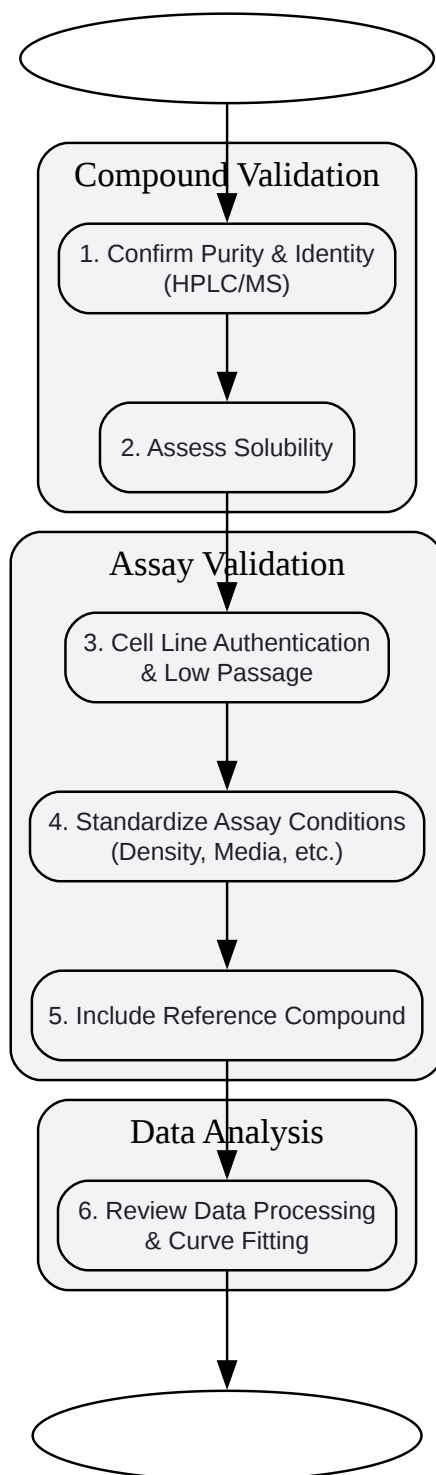 Compound Validation
1. Confirm Purity & Identity
(HPLC/MS)
2. Assess Solubility
Assay Validation
3. Cell Line Authentication
& Low Passage
4. Standardize Assay Conditions
(Density, Media, etc.)
5. Include Reference Compound
Data Analysis
6. Review Data Processing
& Curve Fitting